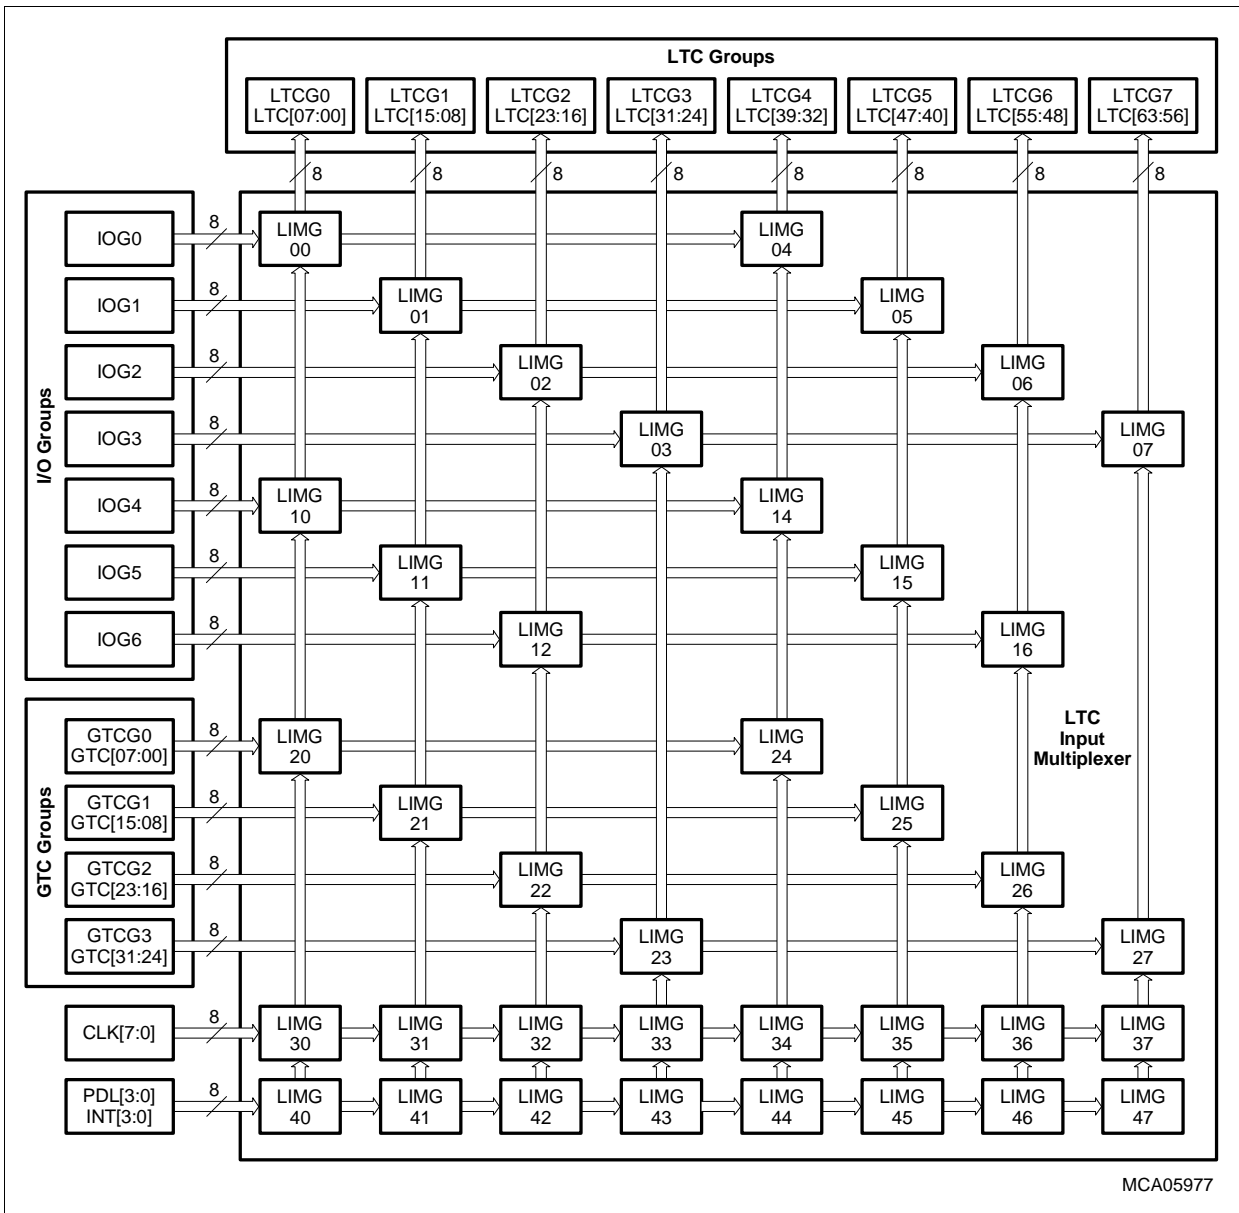 LTC Groups
LTCG0 LTCG1 LTCG2 LTCG3 LTCG4 LTCG5 LTCG6 LTCG7
LTC[07:00] LTC[15:08] LTC[23:16] LTC[31:24] LTC[39:32] LTC[47:40] LTC[55:48] LTC[63:56]
8 8 8 8 8 8 8 8
I/O Groups
IOG0 8 LIMG 00 LIMG 04
IOG1 8 LIMG 01 LIMG 05
IOG2 8 LIMG 02 LIMG 06
IOG3 8 LIMG 03 LIMG 07
IOG4 8 LIMG 10 LIMG 14
IOG5 8 LIMG 11 LIMG 15
IOG6 8 LIMG 12 LIMG 16
LTC
Input
Multiplexer
GTC Groups
GTCG0 8 LIMG LIMG
GTC[07:00] 20 24
GTCG1 8 LIMG LIMG
GTC[15:08] 21 25
GTCG2 8 LIMG LIMG
GTC[23:16] 22 26
GTCG3 8 LIMG LIMG
GTC[31:24] 23 27
CLK[7:0] 8 LIMG 30 LIMG 31 LIMG 32 LIMG 33 LIMG 34 LIMG 35 LIMG 36 LIMG 37
PDL[3:0] 8 LIMG LIMG LIMG LIMG LIMG LIMG LIMG LIMG
INT[3:0] 40 41 42 43 44 45 46 47
MCA05977